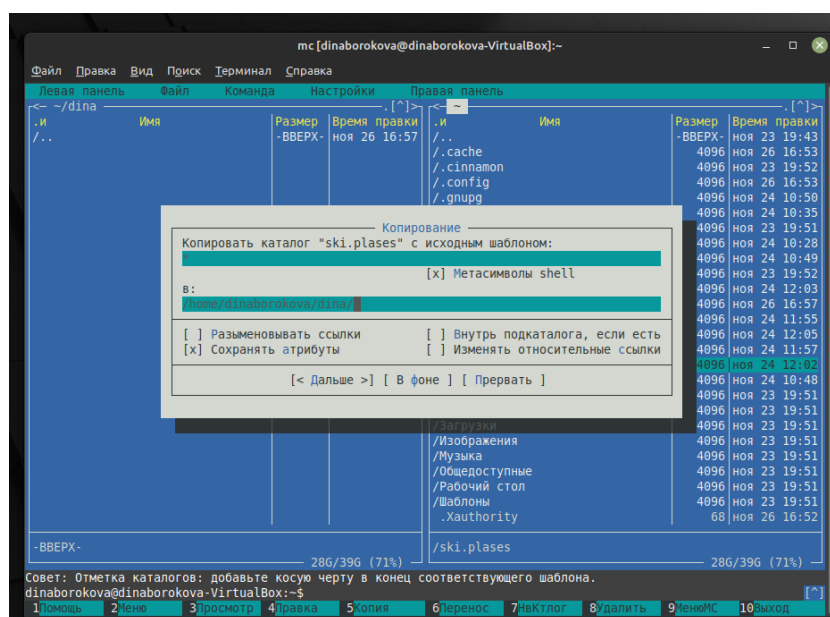 mc [dinaborokova@dinaborokova-VirtualBox]:~
Файл Правка Вид Поиск Терминал Справка
Левая панель Файл Команда Настройки Правая панель
<— ~/dina .[^]> <— ~ .[^]>
.и Имя Размер Время правки .и Имя Размер Время правки
/.. -ВВЕРХ- ноя 26 16:57 /.. -ВВЕРХ- ноя 23 19:43
/.cache 4096 ноя 26 16:53
/.cinnamon 4096 ноя 23 19:52
/.config 4096 ноя 26 16:53
/.gnupg 4096 ноя 24 10:50
4096 ноя 24 10:35
Копирование 4096 ноя 23 19:51
Копировать каталог "ski.plases" с исходным шаблоном: 4096 ноя 24 10:28
* 4096 ноя 24 10:49
[x] Метасимволы shell 4096 ноя 23 19:52
в: 4096 ноя 24 12:03
/home/dinaborokova/dina/ 4096 ноя 26 16:57
4096 ноя 24 11:55
[ ] Разыменовывать ссылки [ ] Внутрь подкаталога, если есть 4096 ноя 24 12:05
[x] Сохранять атрибуты [ ] Изменять относительные ссылки 4096 ноя 24 11:57
4096 ноя 24 12:02
[< Дальше >] [ В фоне ] [ Прервать ] 4096 ноя 24 10:48
4096 ноя 23 19:51
4096 ноя 23 19:51
/Загрузки 4096 ноя 23 19:51
/Изображения 4096 ноя 23 19:51
/Музыка 4096 ноя 23 19:51
/Общедоступные 4096 ноя 23 19:51
/Рабочий стол 4096 ноя 23 19:51
/Шаблоны 4096 ноя 23 19:51
.Xauthority 68 ноя 26 16:52
-ВВЕРХ- /ski.plases
28G/39G (71%) 28G/39G (71%)
Совет: Отметка каталогов: добавьте косую черту в конец соответствующего шаблона.
dinaborokova@dinaborokova-VirtualBox:~$ [^]
1Помощь 2Меню 3Просмотр 4Правка 5Копия 6Перенос 7НвКтлог 8Удалить 9МенюМС 10Выход